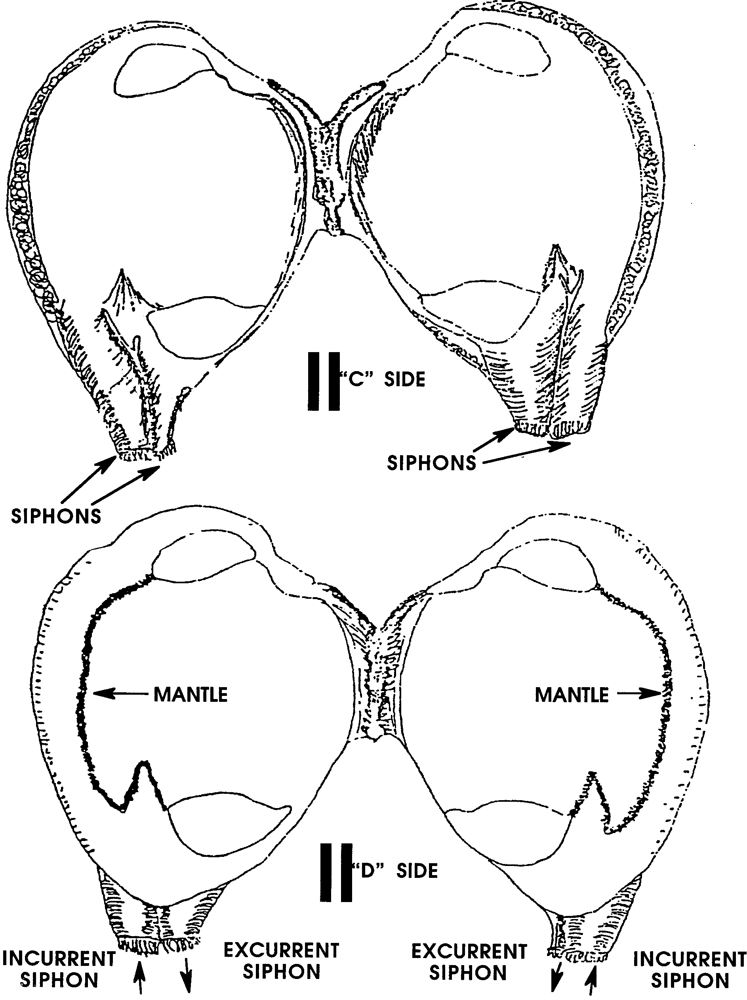 “C” SIDE
SIPHONS
SIPHONS
MANTLE
MANTLE
“D” SIDE
INCURRENT
SIPHON
EXCURRENT
SIPHON
EXCURRENT
SIPHON
INCURRENT
SIPHON